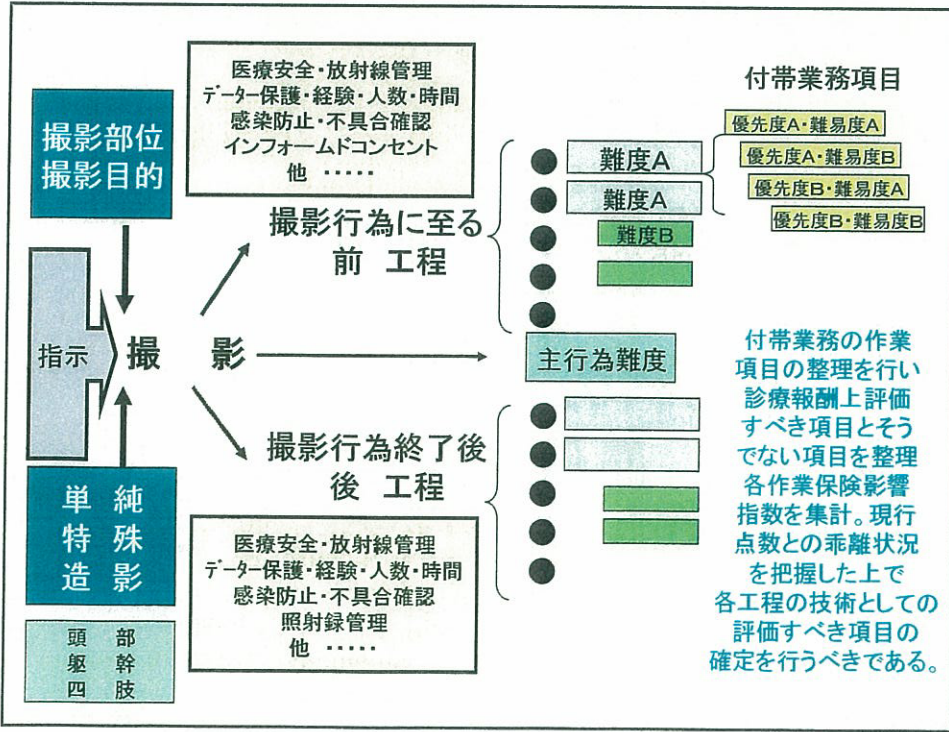 撮影部位
撮影目的
指示
撮　影
単　純
特　殊
造　影
頭　部
躯　幹
四　肢
医療安全・放射線管理
データー保護・経験・人数・時間
感染防止・不具合確認
インフォームドコンセント
他　・・・・・
撮影行為に至る
前　工程
撮影行為終了後
後　工程
医療安全・放射線管理
データー保護・経験・人数・時間
感染防止・不具合確認
照射録管理
他　・・・・・
難度A
難度A
難度B
主行為難度
付帯業務項目
優先度A・難易度A
優先度A・難易度B
優先度B・難易度A
優先度B・難易度B
付帯業務の作業
項目の整理を行い
診療報酬上評価
すべき項目とそう
でない項目を整理
各作業保険影響
指数を集計。現行
点数との乖離状況
を把握した上で
各工程の技術としての
評価すべき項目の
確定を行うべきである。